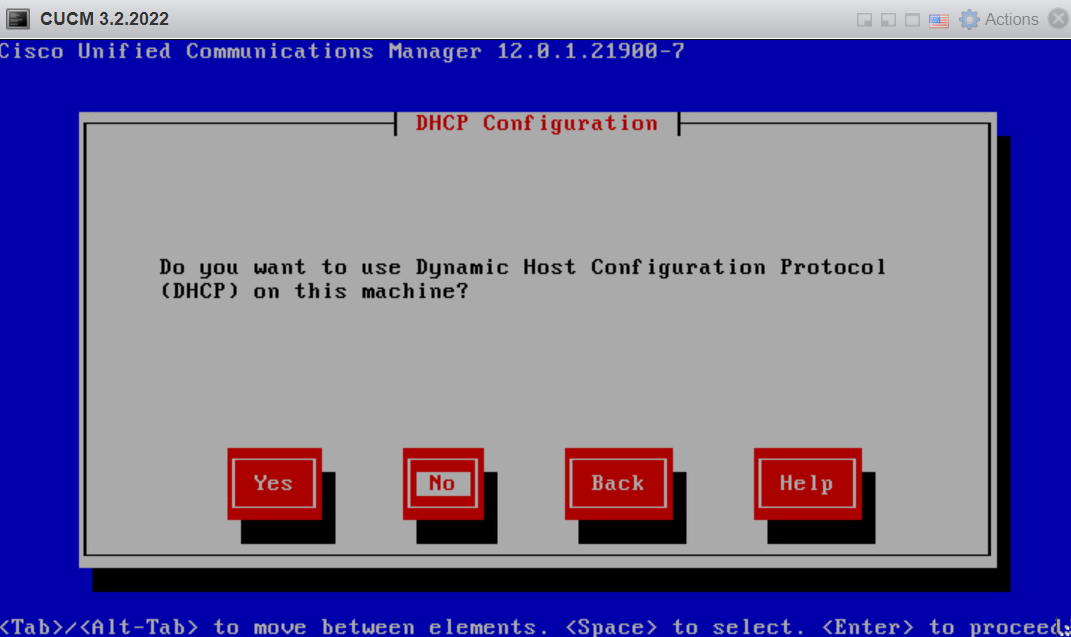 CUCM 3.2.2022
Actions
Cisco Unified Communications Manager 12.0.1.21900-7
DHCP Configuration
Do you want to use Dynamic Host Configuration Protocol
(DHCP) on this machine?
Yes
No
Back
Help
<Tab>/<Alt-Tab> to move between elements. <Space> to select. <Enter> to proceed.